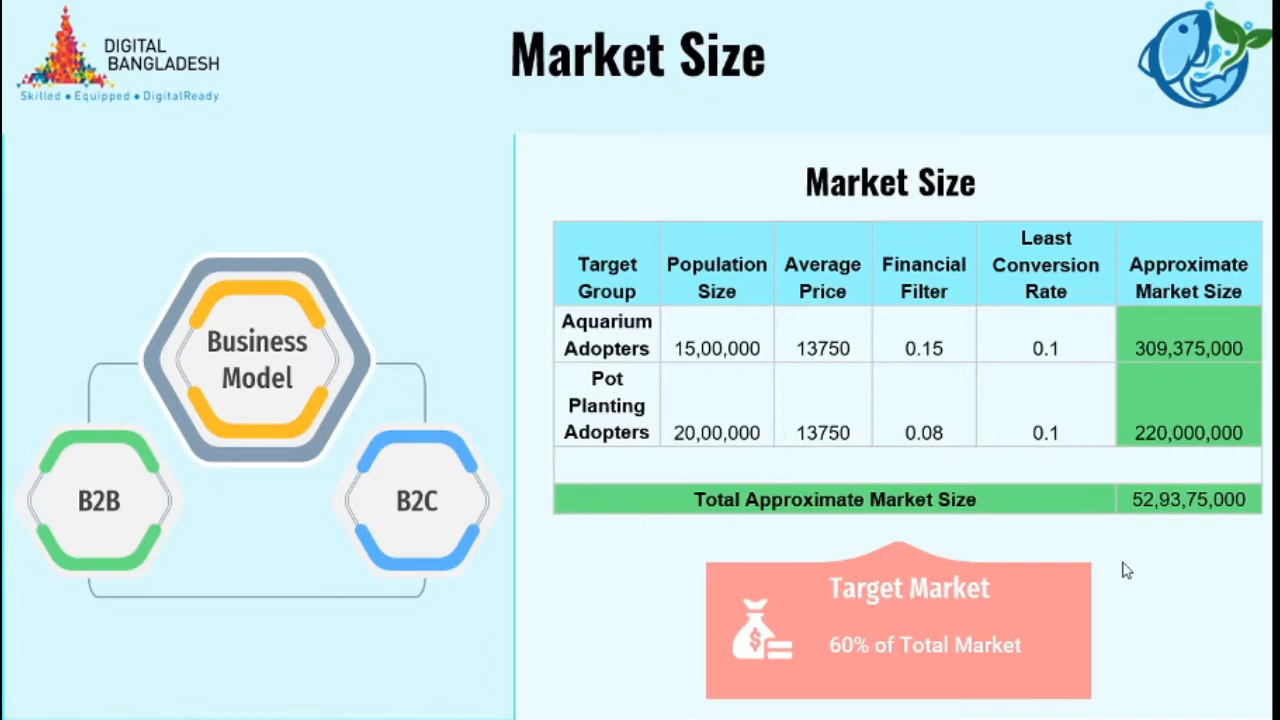 DIGITAL
BANGLADESH
Skilled • Equipped • DigitalReady
Market Size
Business
Model
B2B
B2C
Market Size
Target Group | Population Size | Average Price | Financial Filter | Least Conversion Rate | Approximate Market Size
Aquarium Adopters | 15,00,000 | 13750 | 0.15 | 0.1 | 309,375,000
Pot Planting Adopters | 20,00,000 | 13750 | 0.08 | 0.1 | 220,000,000
Total Approximate Market Size | 52,93,75,000
Target Market
60% of Total Market